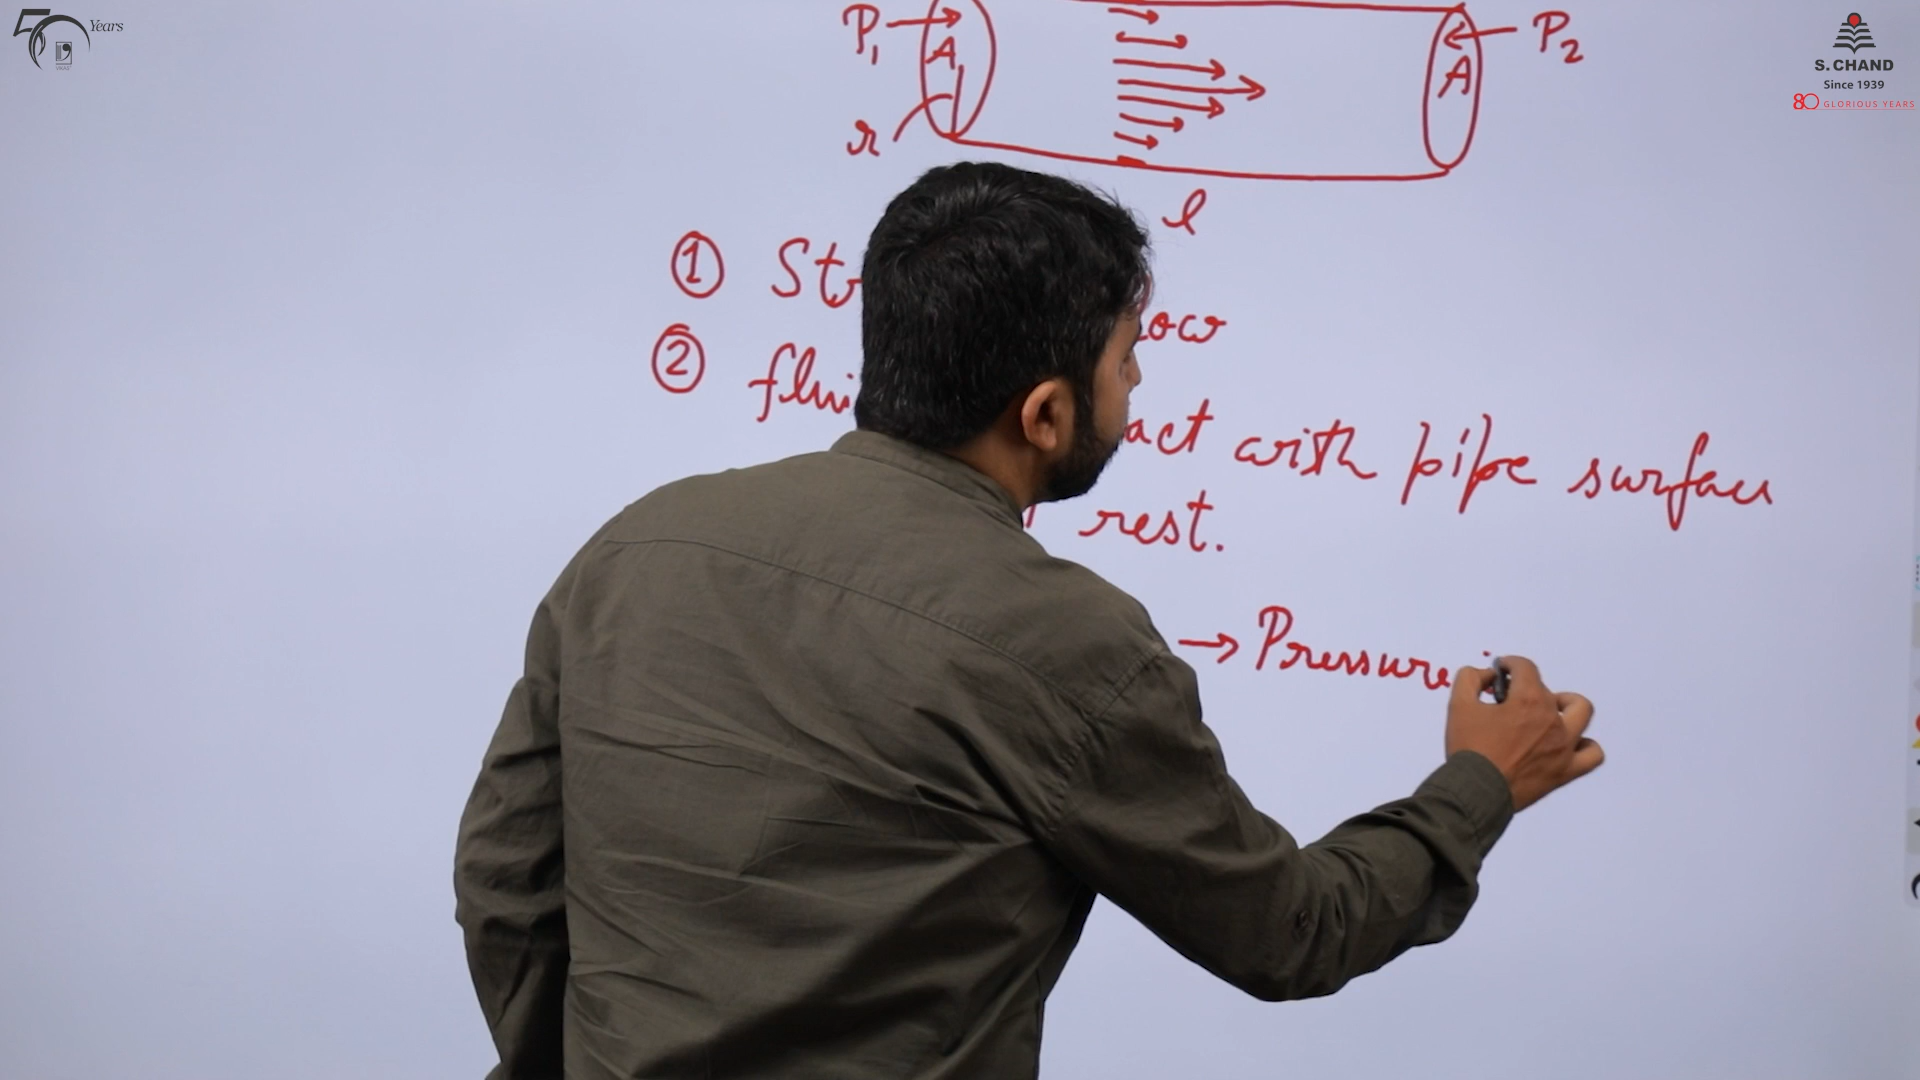 50 Years
S. CHAND
Since 1939
80 GLORIOUS YEARS
P₁ A A P₂
r
l
① St ow
② flui act with pipe surface
rest.
→ Pressure